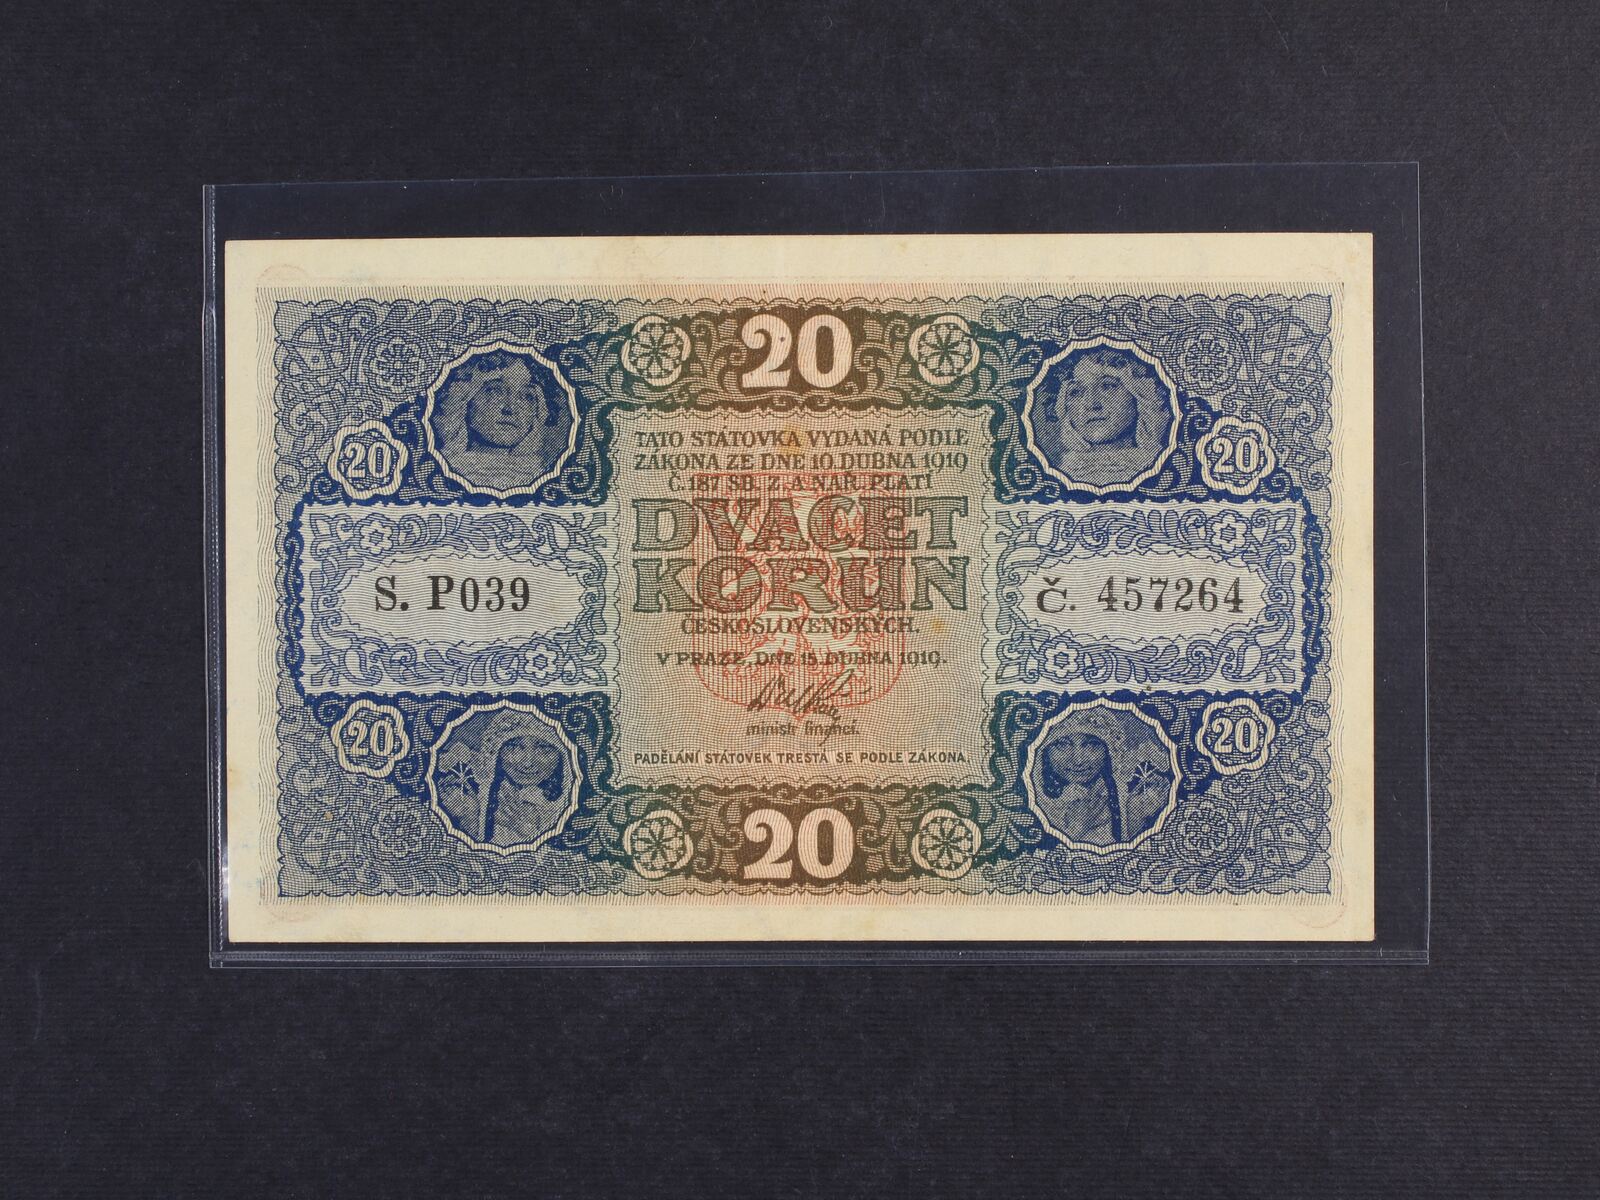 20
TATO STÁTOVKA VYDANÁ PODLE
ZÁKONA ZE DNE 10. DUBNA 1919
Č. 187 SB. Z. A NAŘ. PLATÍ
DVACET
KORUN
ČESKOSLOVENSKÝCH.
V PRAZE, DNE 15. DUBNA 1919.
ministr financí.
PADĚLÁNÍ STÁTOVEK TRESTÁ SE PODLE ZÁKONA.
20
20
20
S. P039
Č. 457264
20
20